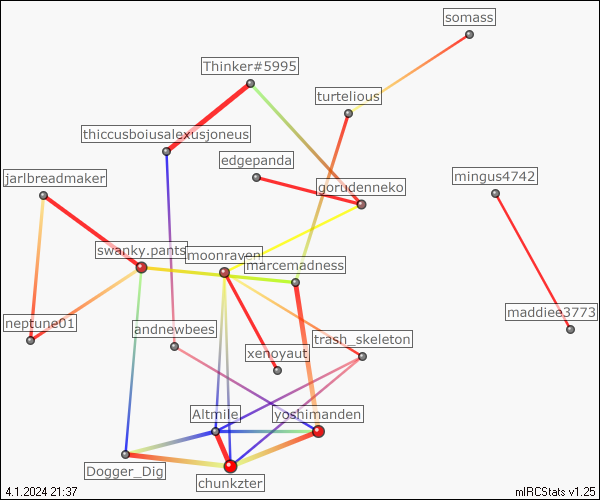 somass
Thinker#5995
turtelious
thiccusboiusalexusjoneus
edgepanda
jarlbreadmaker
gorudenneko
mingus4742
swanky.pants
moonraven
marcemadness
neptune01
andnewbees
trash_skeleton
maddiee3773
xenoyaut
Altmile
yoshimanden
Dogger_Dig
chunkzter
4.1.2024 21:37
mIRCStats v1.25